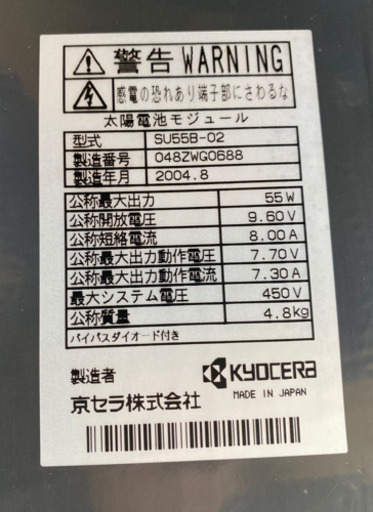 警告 WARNING
感電の恐れあり端子部にさわるな
太陽電池モジュール
型式 SU55B-02
製造番号 048ZWG0688
製造年月 2004.8
公称最大出力 55W
公称開放電圧 9.60V
公称短絡電流 8.00A
公称最大出力動作電圧 7.70V
公称最大出力動作電流 7.30A
最大システム電圧 450V
公称質量 4.8kg
バイパスダイオード付き
製造者 KYOCERA
MADE IN JAPAN
京セラ株式会社